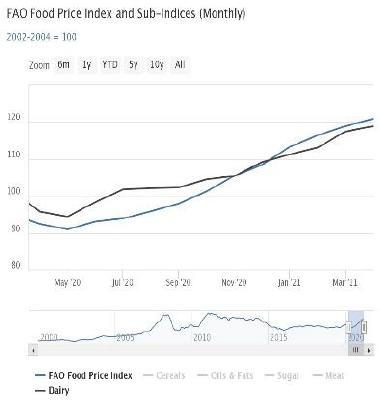 FAO Food Price Index and Sub-Indices (Monthly)
2002-2004 = 100
Zoom 6m 1y YTD 5y 10y All
120
110
100
90
80
May '20 Jul '20 Sep '20 Nov '20 Jan '21 Mar '21
2000 2005 2010 2015 2020
FAO Food Price Index Cereals Oils & Fats Sugar Meat
Dairy